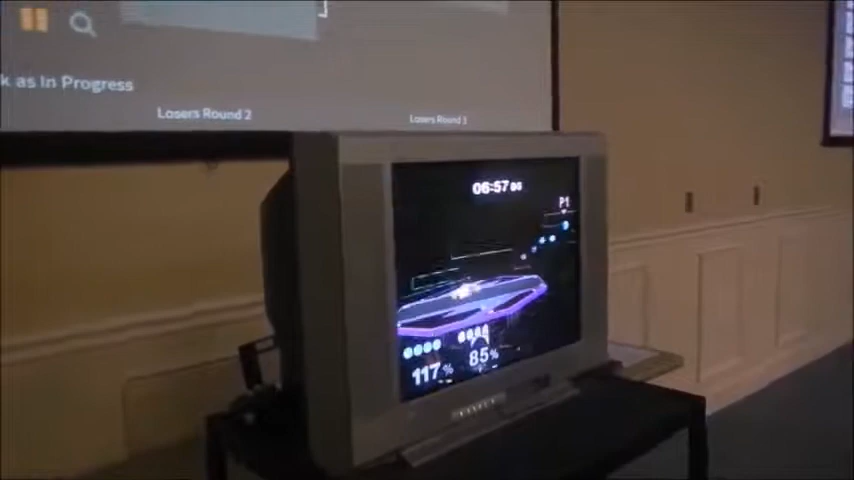 k as In Progress
Losers Round 2
Losers Round 3
06:57
P1
117%
85%